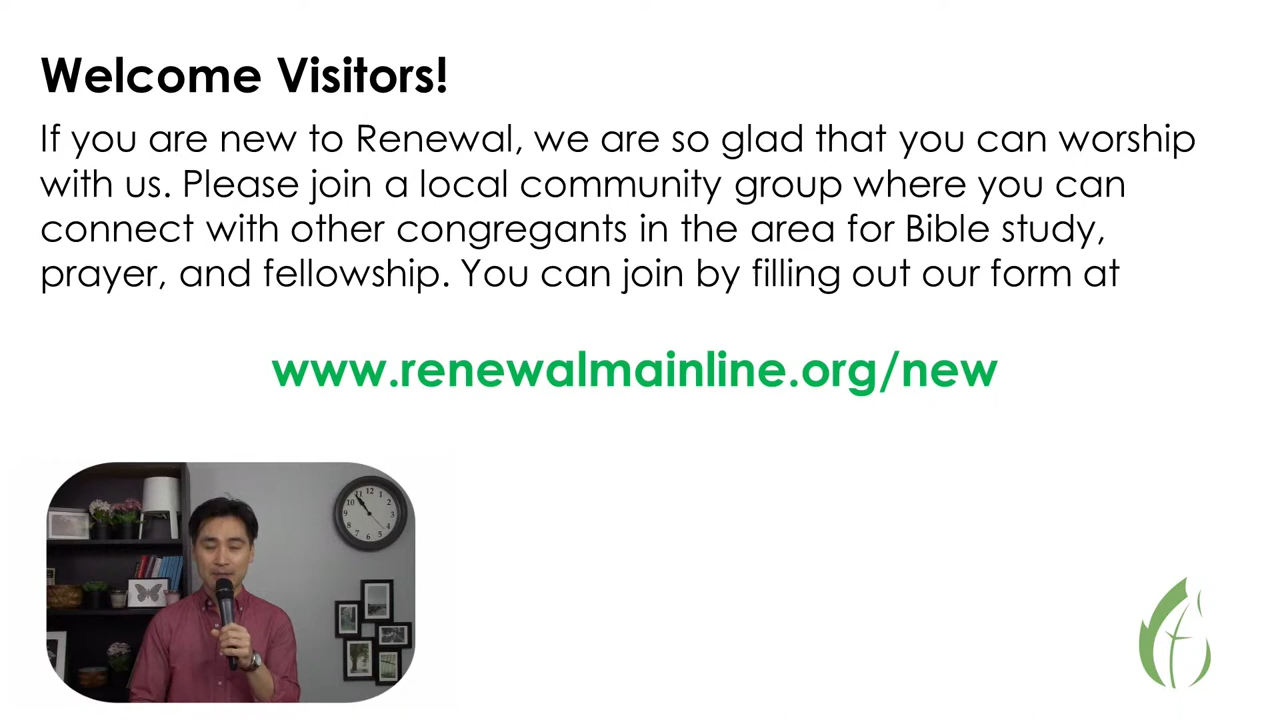 Welcome Visitors!
If you are new to Renewal, we are so glad that you can worship
with us. Please join a local community group where you can
connect with other congregants in the area for Bible study,
prayer, and fellowship. You can join by filling out our form at
www.renewalmainline.org/new